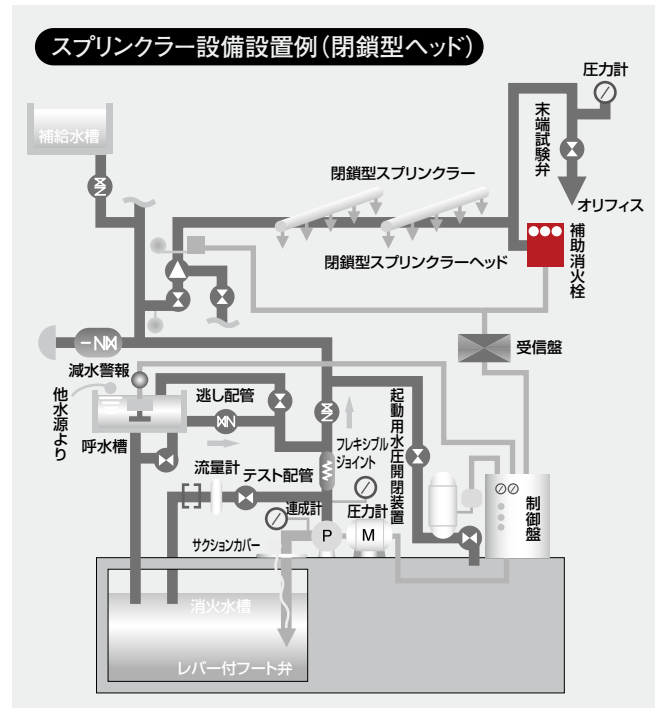 スプリンクラー設備設置例(閉鎖型ヘッド)
圧力計
補給水槽
末端試験弁
閉鎖型スプリンクラー
オリフィス
閉鎖型スプリンクラーヘッド
補助消火栓
受信盤
減水警報
他水源より
逃し配管
起動用水圧開閉装置
呼水槽
フレキシブル
ジョイント
流量計
テスト配管
連成計
圧力計
制御盤
サクションカバー
P
M
消火水槽
レバー付フート弁